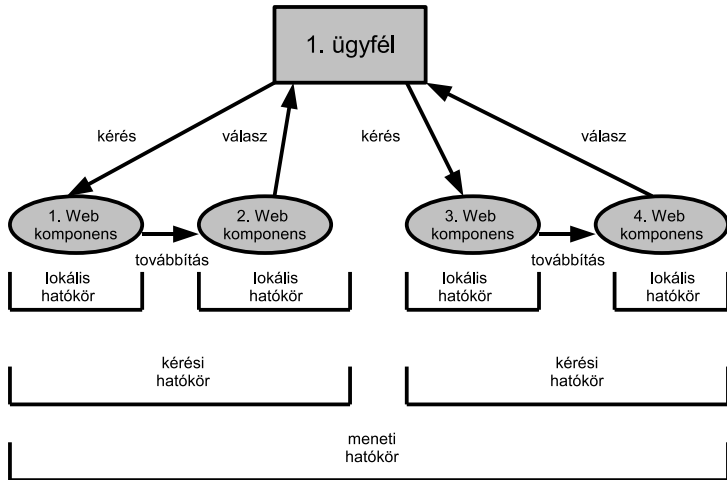 1. ügyfél
kérés
válasz
kérés
válasz
1. Web
komponens
2. Web
komponens
3. Web
komponens
4. Web
komponens
továbbítás
továbbítás
lokális
hatókör
lokális
hatókör
lokális
hatókör
lokális
hatókör
kérési
hatókör
kérési
hatókör
meneti
hatókör